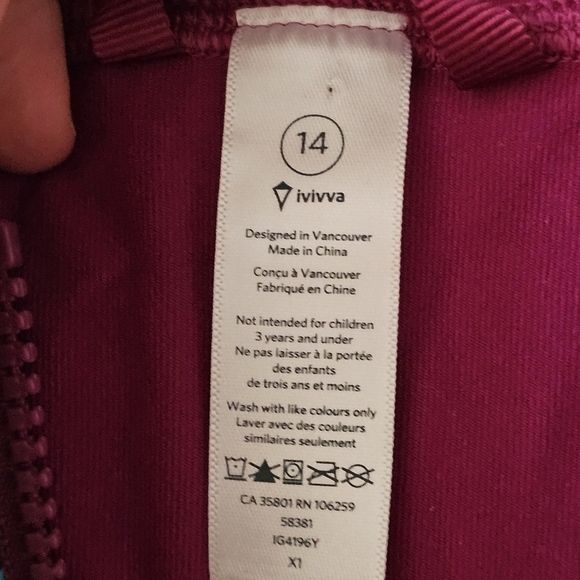 14
ivivva
Designed in Vancouver
Made in China
Conçu à Vancouver
Fabriqué en Chine
Not intended for children
3 years and under
Ne pas laisser à la portée
des enfants
de trois ans et moins
Wash with like colours only
Laver avec des couleurs
similaires seulement
CA 35801 RN 106259
58381
IG4196Y
X1